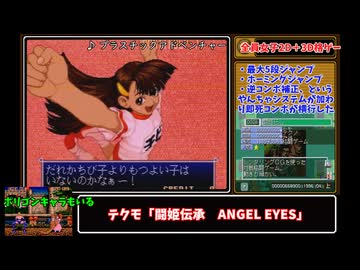 ♪プラスチックアドベンチャー
だれかちび子よりもつよい子は
いないのかなぁー!
CREDIT
ポリゴンキャラもいる
全員女子2D+3D格ゲー
・最大5段ジャンプ
・ホーミングジャンプ
・逆コンボ補正、という
やんちゃシステムが加わ
り即死コンボが横行した
テクモ「闘姫伝承 ANGEL EYES」